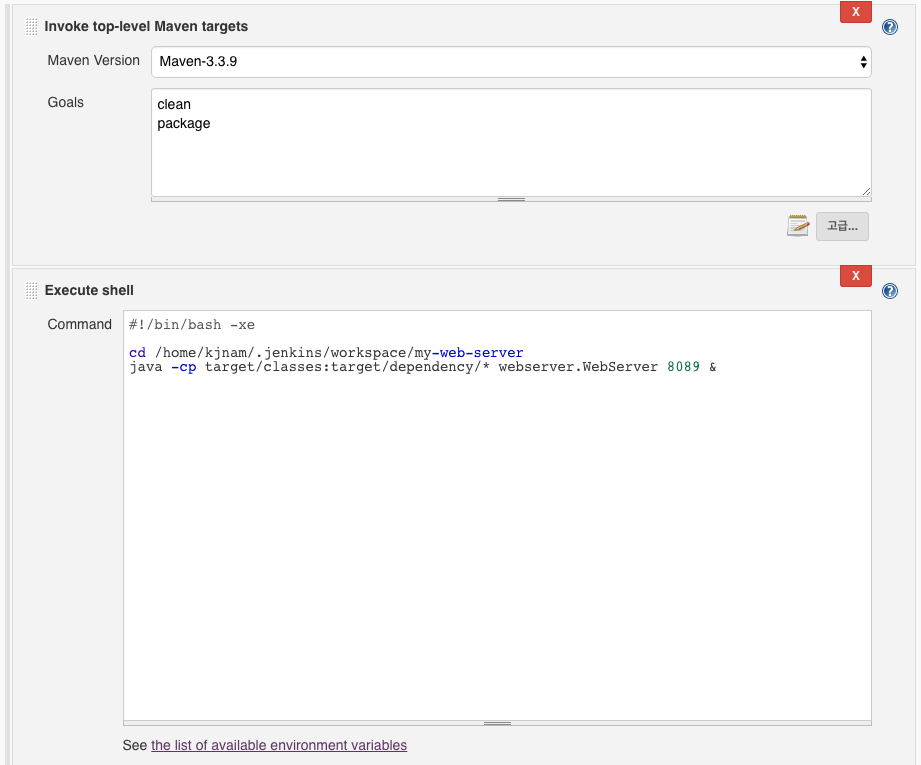 X
Invoke top-level Maven targets
?
Maven Version
Maven-3.3.9
Goals
clean
package
고급...
X
Execute shell
?
Command
#!/bin/bash -xe
cd /home/kjnam/.jenkins/workspace/my-web-server
java -cp target/classes:target/dependency/* webserver.WebServer 8089 &
See the list of available environment variables